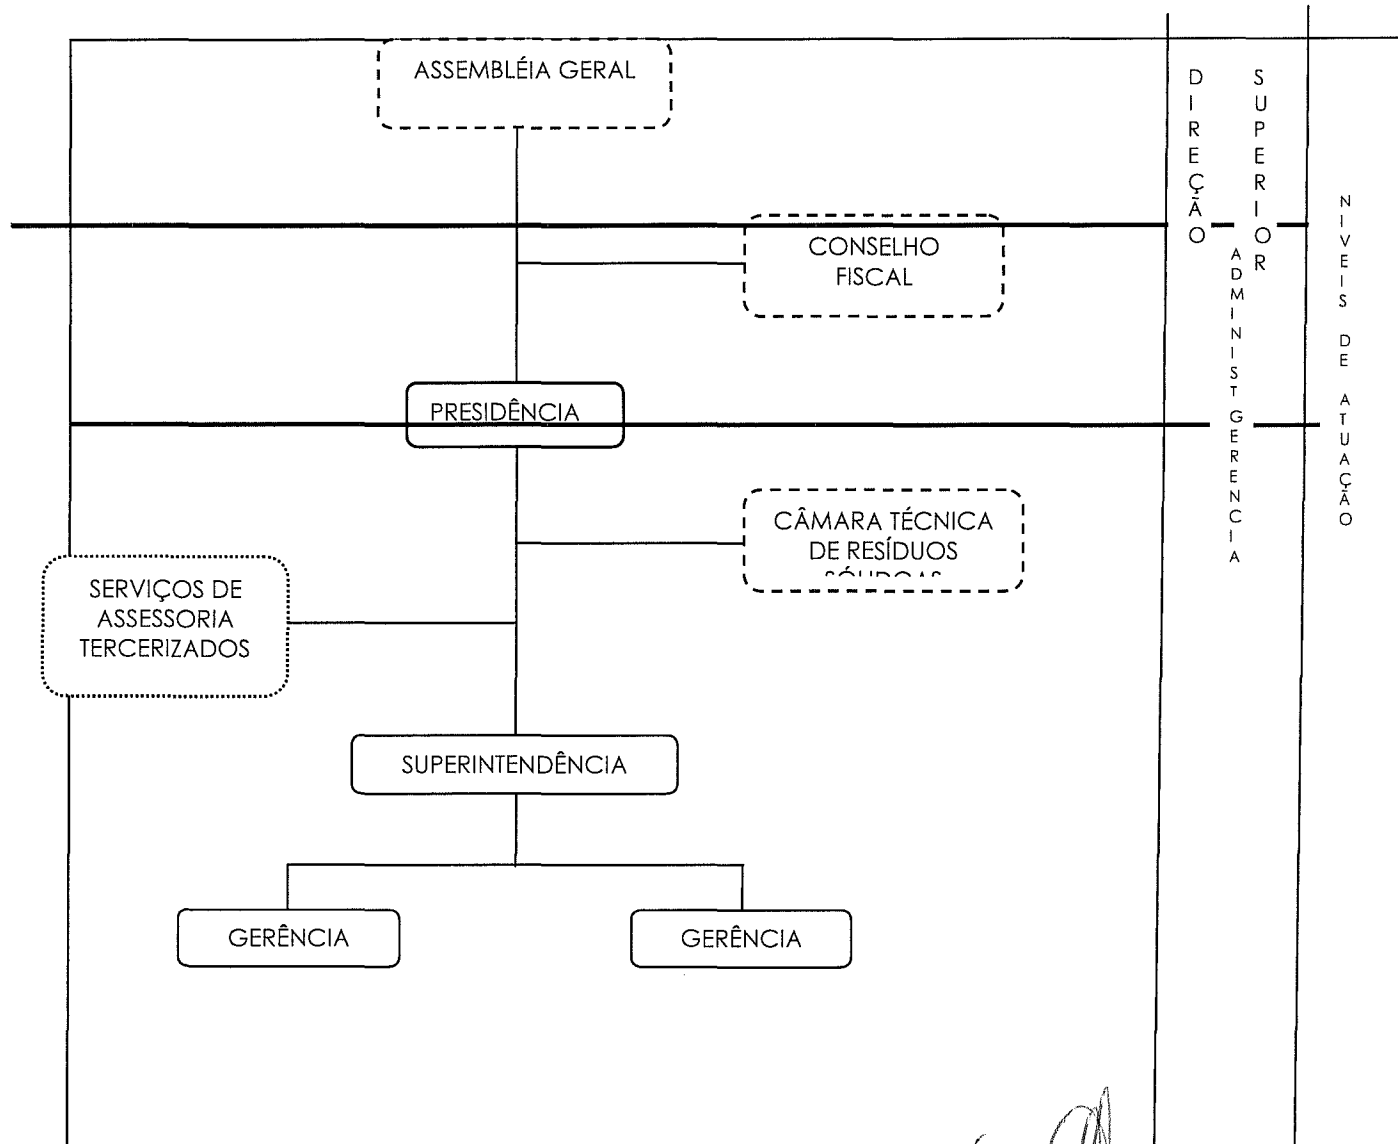 ASSEMBLÉIA GERAL
CONSELHO
FISCAL
PRESIDÊNCIA
CÂMARA TÉCNICA
DE RESÍDUOS
SERVIÇOS DE
ASSESSORIA
TERCERIZADOS
SUPERINTENDÊNCIA
GERÊNCIA
GERÊNCIA
DIREÇÃO
SUPERIOR
ADMINIST GERENCIA
NIVEIS DE ATUAÇÃO